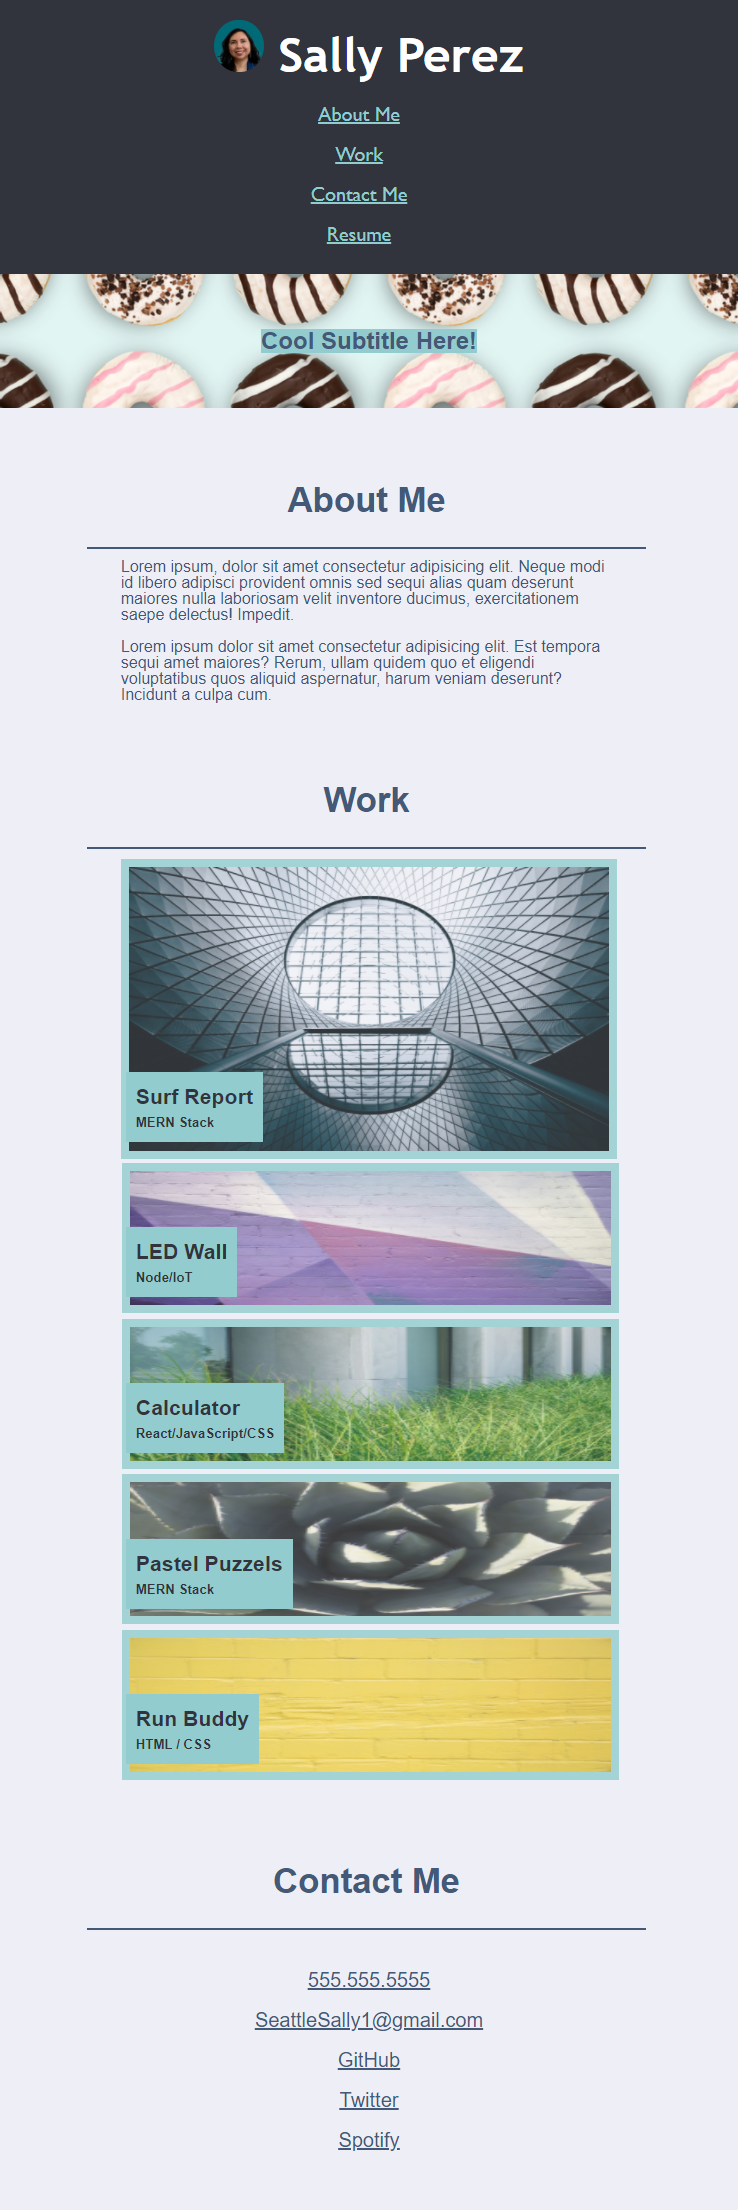 Sally Perez
About Me
Work
Contact Me
Resume
Cool Subtitle Here!
About Me
Lorem ipsum, dolor sit amet consectetur adipisicing elit. Neque modi
id libero adipisci provident omnis sed sequi alias quam deserunt
maiores nulla laboriosam velit inventore ducimus, exercitationem
saepe delectus! Impedit.
Lorem ipsum dolor sit amet consectetur adipisicing elit. Est tempora
sequi amet maiores? Rerum, ullam quidem quo et eligendi
voluptatibus quos aliquid aspernatur, harum veniam deserunt?
Incidunt a culpa cum.
Work
Surf Report
MERN Stack
LED Wall
Node/IoT
Calculator
React/JavaScript/CSS
Pastel Puzzels
MERN Stack
Run Buddy
HTML / CSS
Contact Me
555.555.5555
SeattleSally1@gmail.com
GitHub
Twitter
Spotify